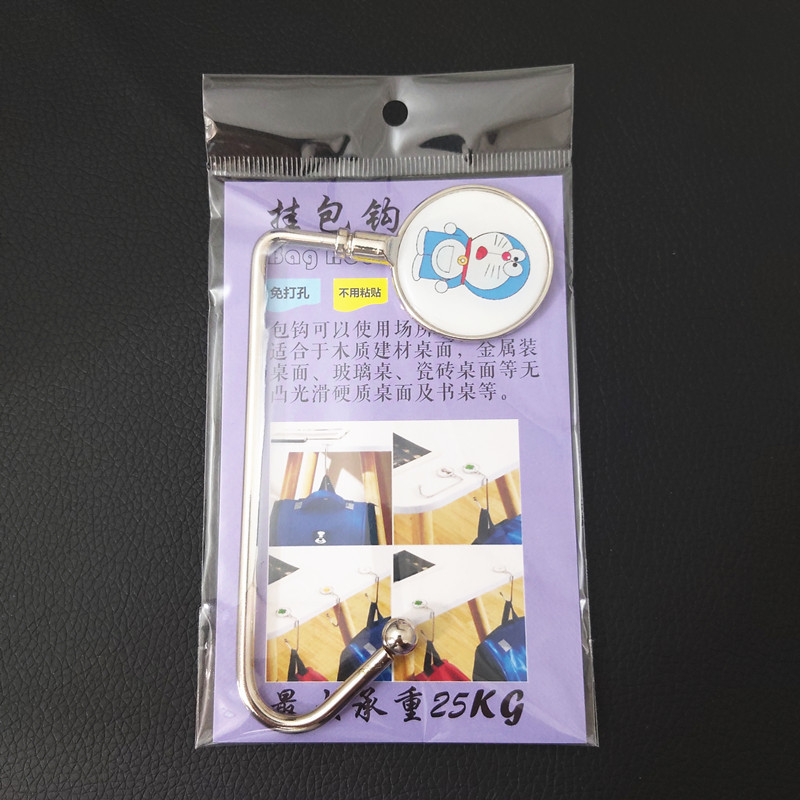 挂包钩
Bag
免打孔
不用粘贴
包钩可以使用场所
适合于木质建材桌面，金属装
桌面、玻璃桌、瓷砖桌面等无
凸光滑硬质桌面及书桌等。
最大承重25KG